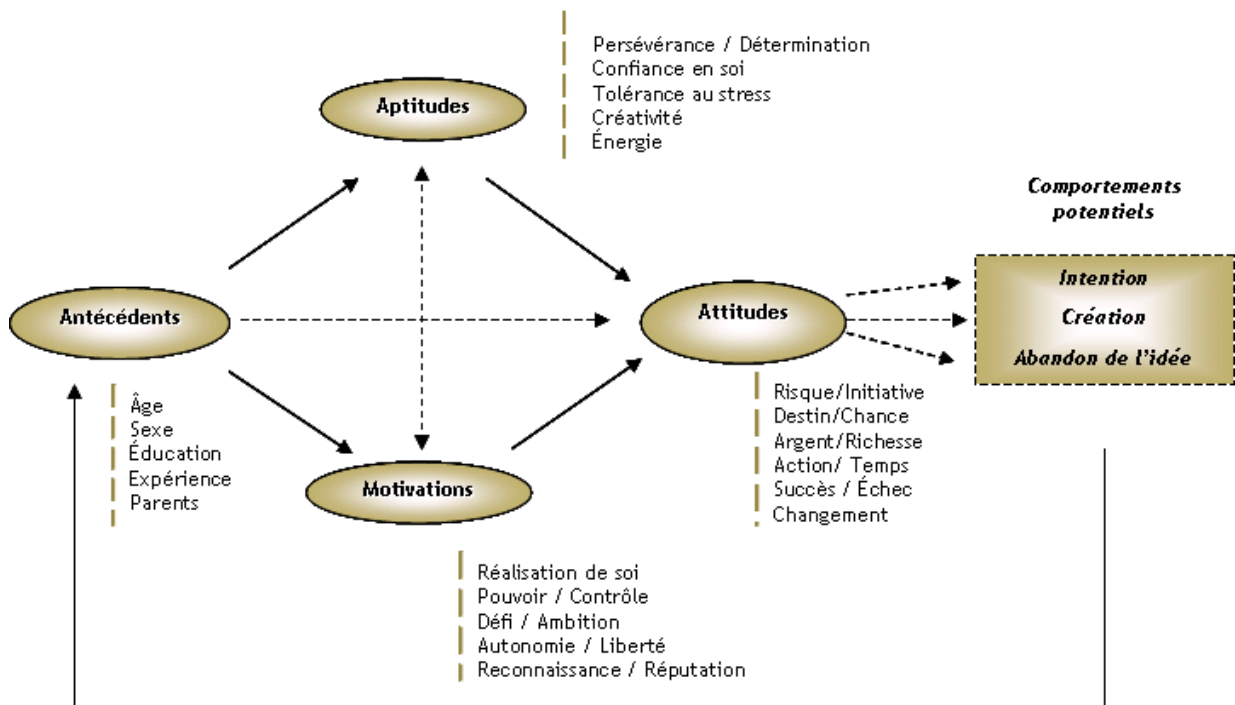 Persévérance / Détermination
Confiance en soi
Tolérance au stress
Créativité
Énergie
Aptitudes
Comportements
potentiels
Antécédents
Attitudes
Intention
Création
Abandon de l'idée
Âge
Sexe
Éducation
Expérience
Parents
Motivations
Risque/Initiative
Destin/Chance
Argent/Richesse
Action/ Temps
Succès / Échec
Changement
Réalisation de soi
Pouvoir / Contrôle
Défi / Ambition
Autonomie / Liberté
Reconnaissance / Réputation